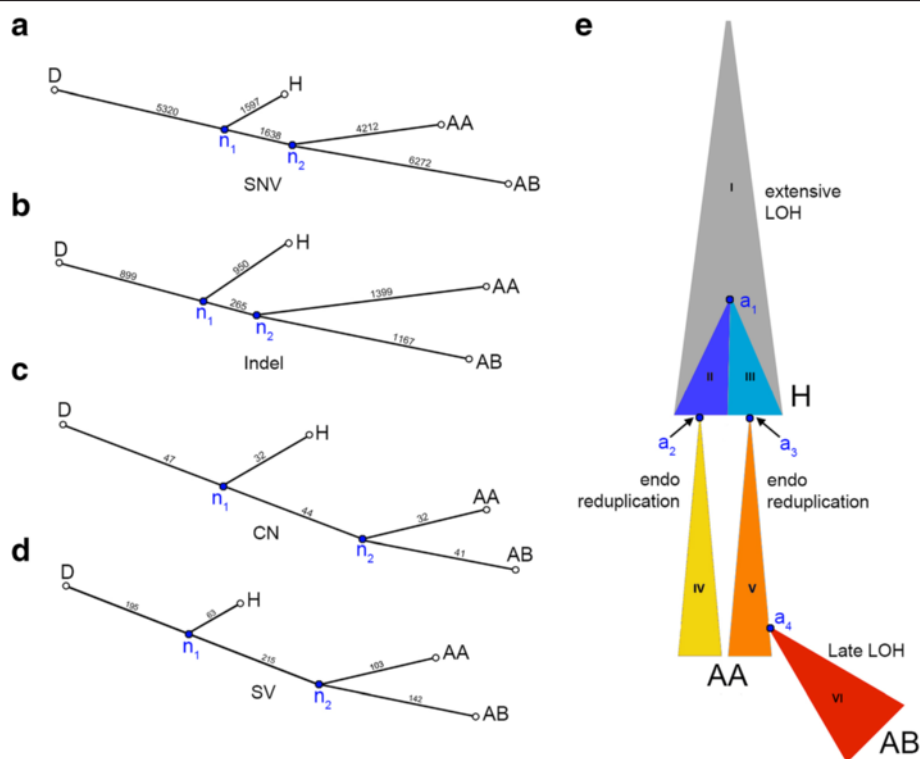 a
D
5320
H
1597
n1
1638
n2
4212
AA
6272
AB
SNV
b
D
899
H
950
n1
265
n2
1399
AA
1167
AB
Indel
c
D
47
H
32
n1
44
n2
32
AA
41
AB
CN
d
D
195
H
63
n1
215
n2
103
AA
142
AB
SV
e
I
extensive
LOH
a1
II
III
H
a2
a3
endo
reduplication
endo
reduplication
IV
V
a4
AA
Late LOH
VI
AB